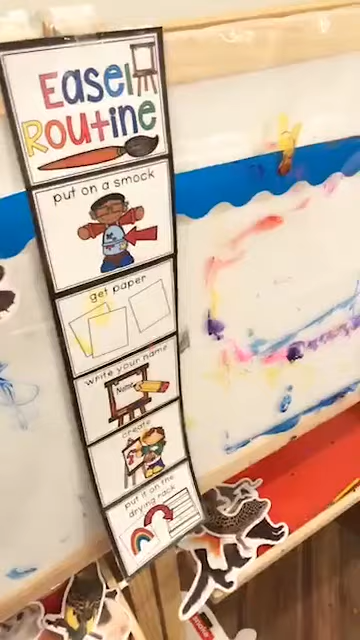 Easel
Routine
put on a smock
get paper
write your name
Name
create
put it on the
drying rack